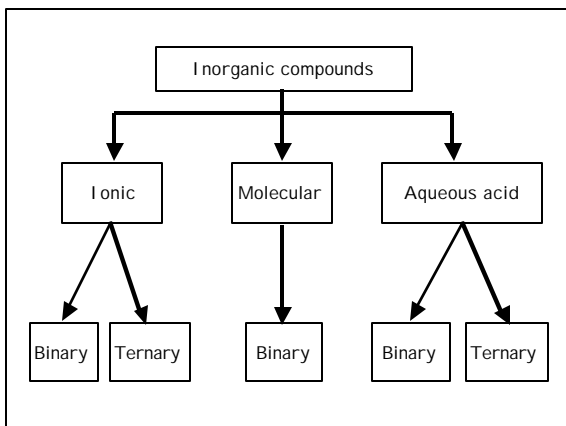 Inorganic compounds
Ionic
Molecular
Aqueous acid
Binary
Ternary
Binary
Binary
Ternary